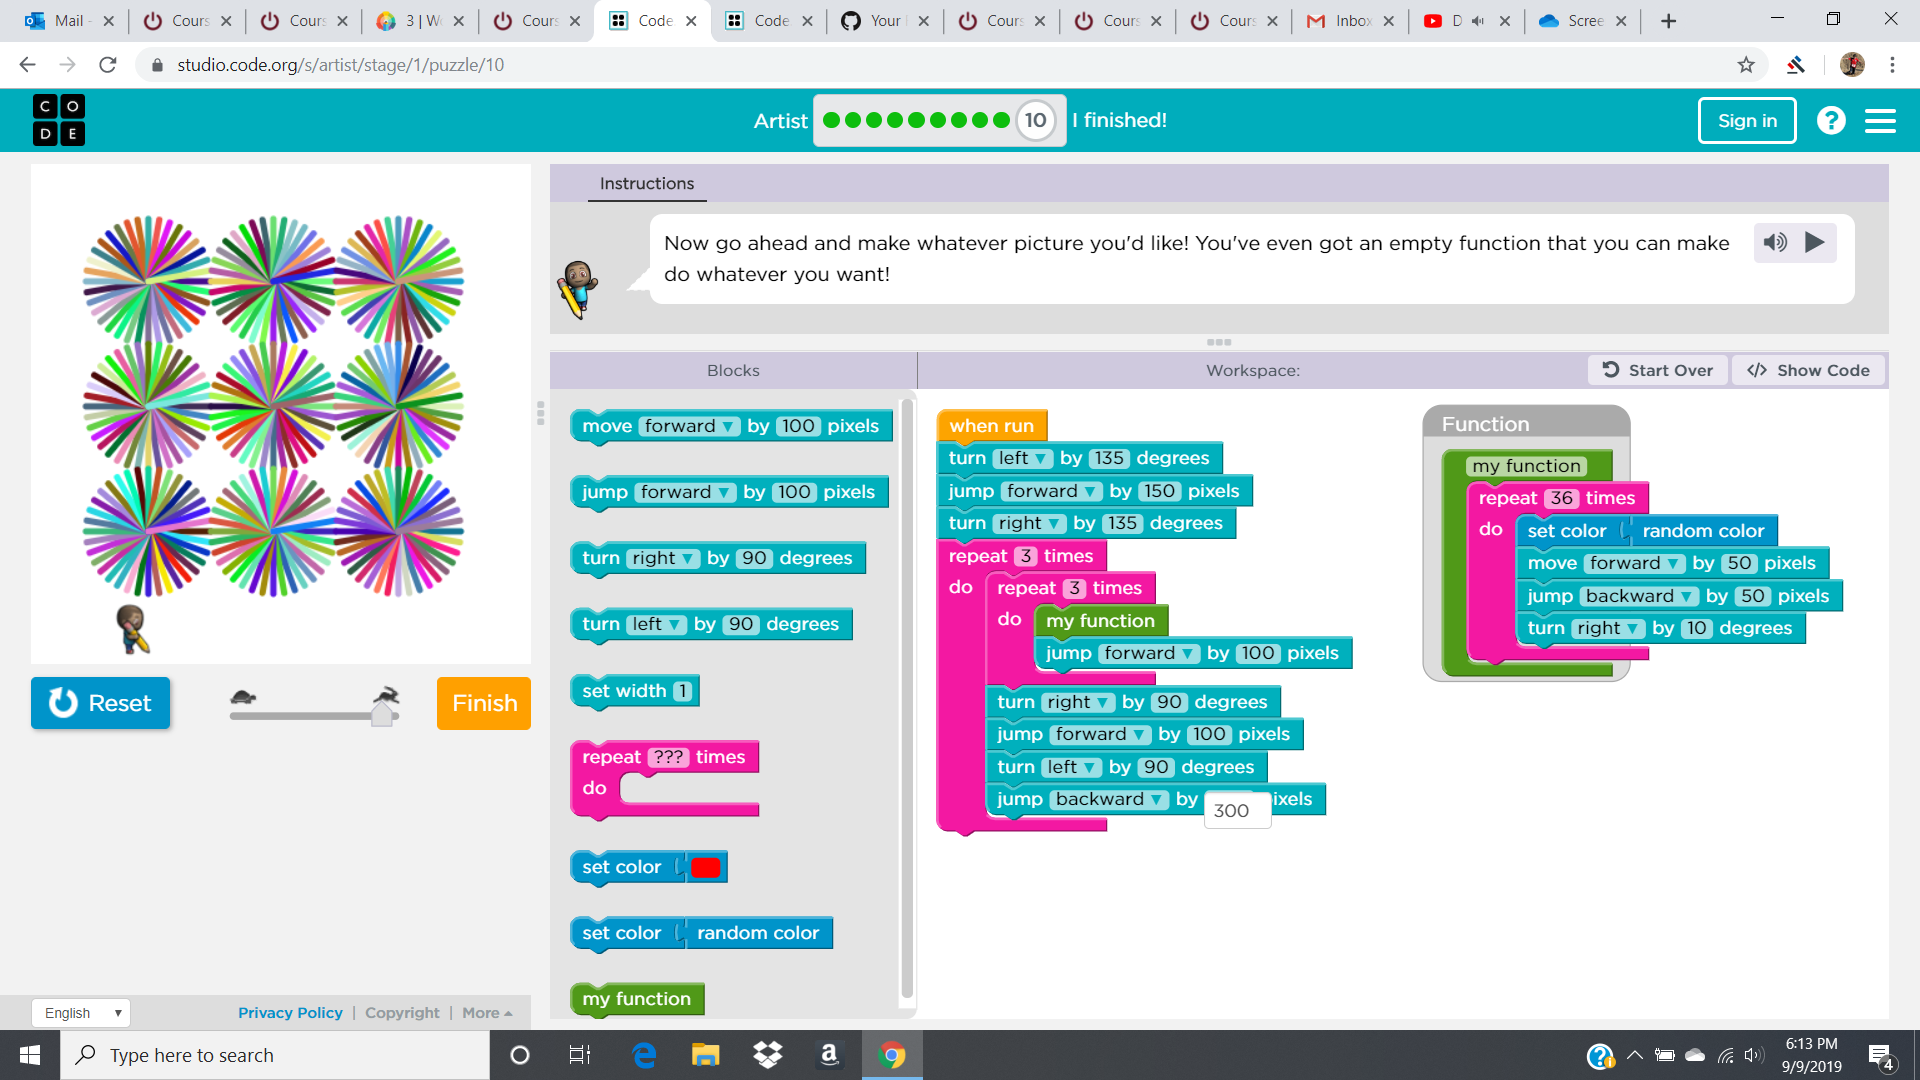 Mail -
Cours
Cours
3 | W
Cours
Code
Code
Your
Cours
Cours
Cours
Inbox
D
Scree
studio.code.org/s/artist/stage/1/puzzle/10
C O
D E
Artist
10
I finished!
Sign in
?
Instructions
Now go ahead and make whatever picture you'd like! You've even got an empty function that you can make
do whatever you want!
Blocks
Workspace:
Start Over
</> Show Code
move forward ▼ by 100 pixels
jump forward ▼ by 100 pixels
turn right ▼ by 90 degrees
turn left ▼ by 90 degrees
set width 1
repeat ??? times
do
set color
set color random color
my function
when run
turn left ▼ by 135 degrees
jump forward ▼ by 150 pixels
turn right ▼ by 135 degrees
repeat 3 times
do repeat 3 times
do my function
jump forward ▼ by 100 pixels
turn right ▼ by 90 degrees
jump forward ▼ by 100 pixels
turn left ▼ by 90 degrees
jump backward ▼ by 300 ixels
Function
my function
repeat 36 times
do set color random color
move forward ▼ by 50 pixels
jump backward ▼ by 50 pixels
turn right ▼ by 10 degrees
Reset
Finish
English ▼
Privacy Policy | Copyright | More
Type here to search
6:13 PM
9/9/2019
4